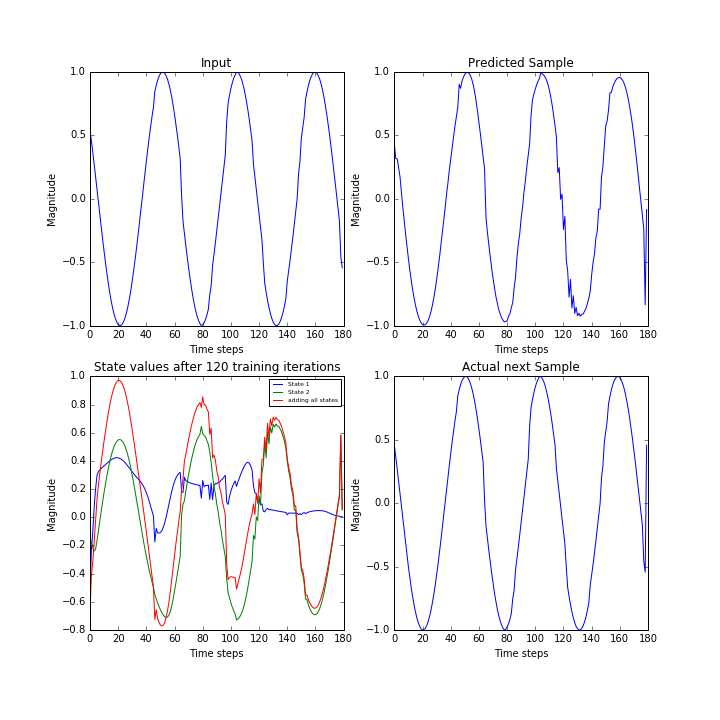 Input
1.0
0.5
0.0
−0.5
−1.0
Magnitude
0 20 40 60 80 100 120 140 160 180
Time steps
Predicted Sample
1.0
0.5
0.0
−0.5
−1.0
Magnitude
0 20 40 60 80 100 120 140 160 180
Time steps
State values after 120 training iterations
1.0
0.8
0.6
0.4
0.2
0.0
−0.2
−0.4
−0.6
−0.8
Magnitude
State 1
State 2
adding all states
0 20 40 60 80 100 120 140 160 180
Time steps
Actual next Sample
1.0
0.5
0.0
−0.5
−1.0
Magnitude
0 20 40 60 80 100 120 140 160 180
Time steps